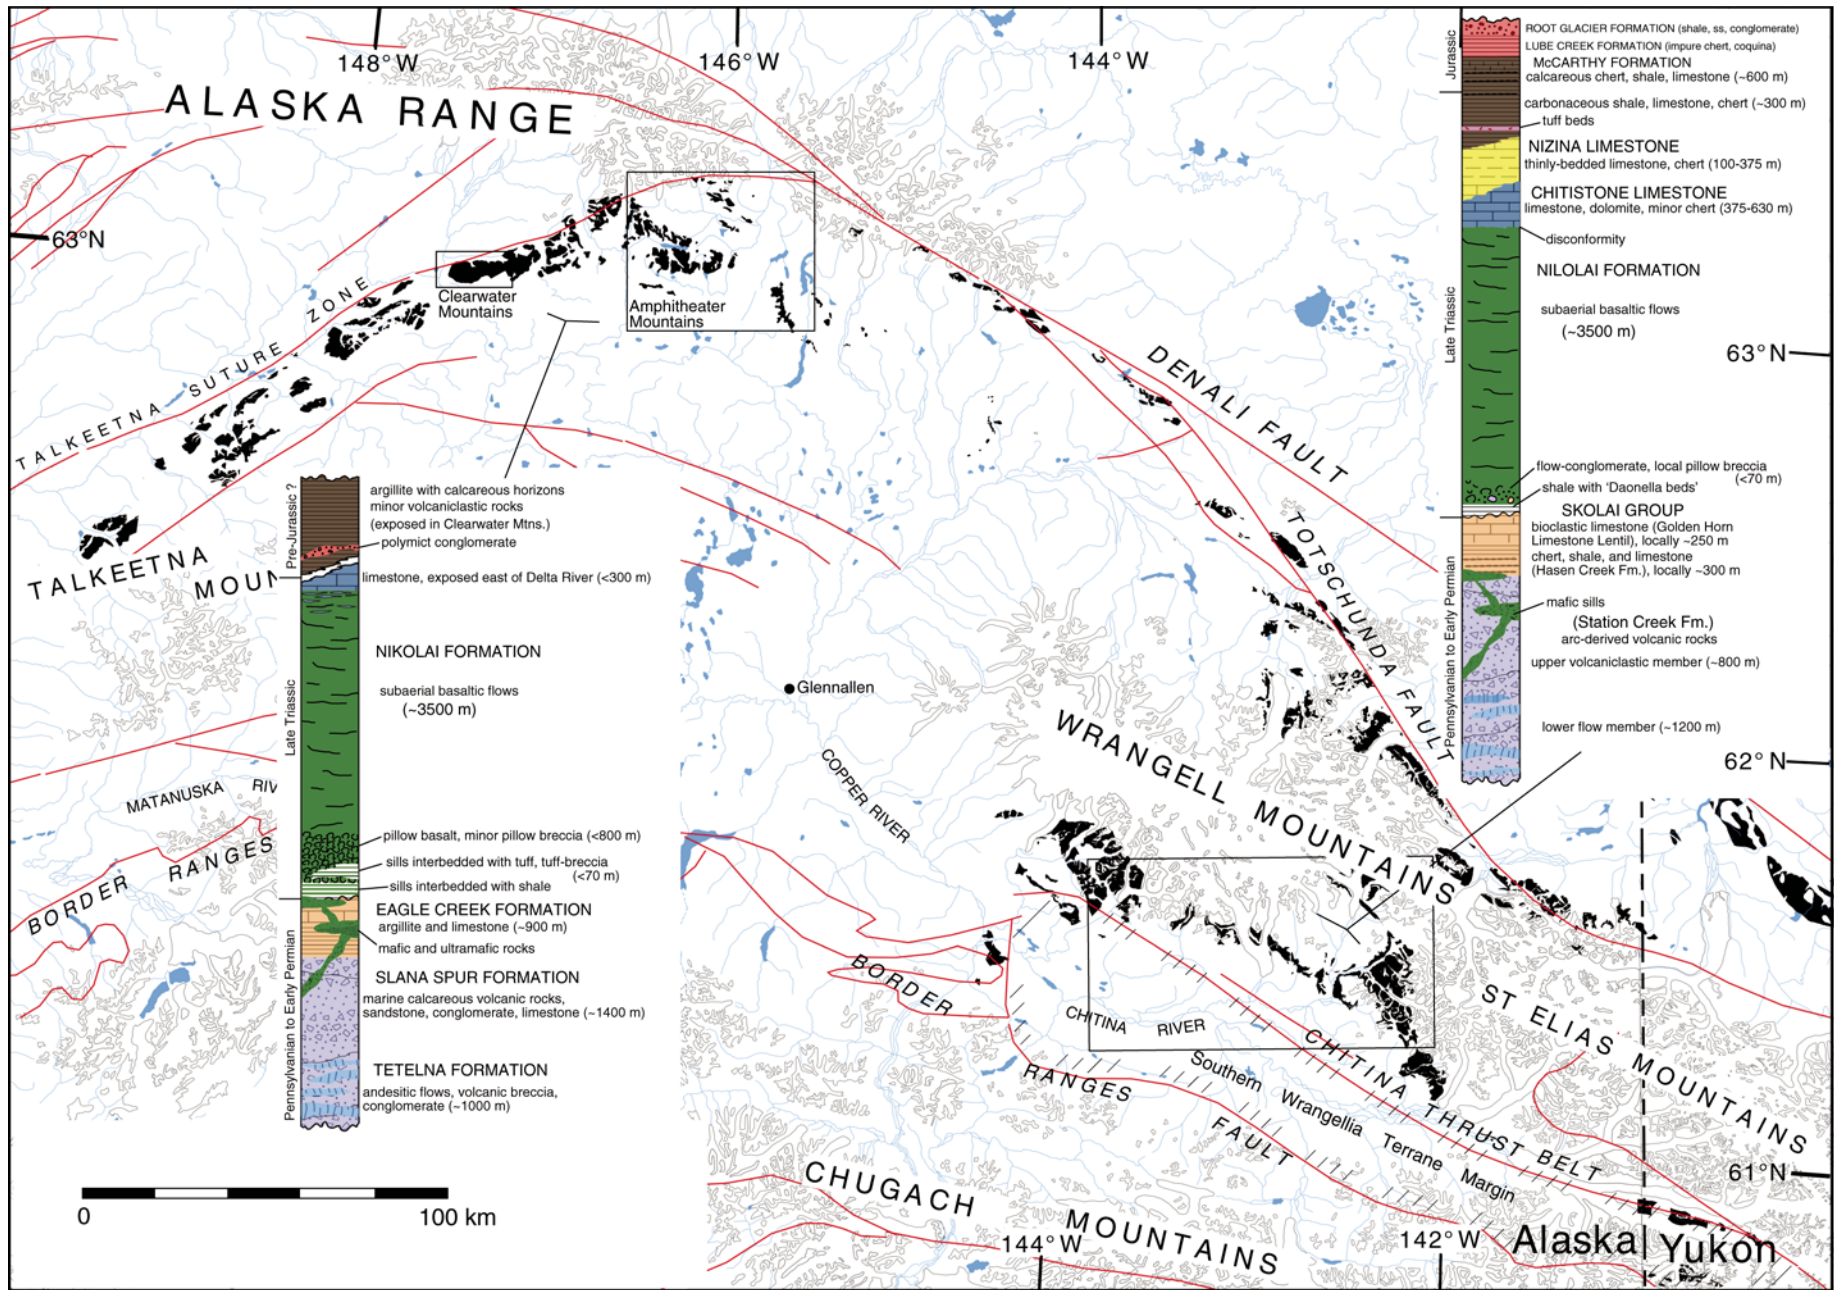 148°W
146°W
144°W
ALASKA RANGE
63°N
TALKEETNA SUTURE ZONE
Clearwater
Mountains
Amphitheater
Mountains
DENALI FAULT
TOTSCHUNDA FAULT
TALKEETNA
MOUN
MATANUSKA RIV
BORDER RANGES
Glennallen
COPPER RIVER
WRANGELL MOUNTAINS
BORDER
RANGES
FAULT
CHITINA RIVER
CHITINA THRUST BELT
Southern Wrangellia Terrane Margin
ST ELIAS MOUNTAINS
CHUGACH
MOUNTAINS
63°N
62°N
61°N
144°W
142°W
Alaska
Yukon
0
100 km
Pre-Jurassic ?
Late Triassic
Pennsylvanian to Early Permian
argillite with calcareous horizons
minor volcaniclastic rocks
(exposed in Clearwater Mtns.)
polymict conglomerate
limestone, exposed east of Delta River (<300 m)
NIKOLAI FORMATION
subaerial basaltic flows
(~3500 m)
pillow basalt, minor pillow breccia (<800 m)
sills interbedded with tuff, tuff-breccia
(<70 m)
sills interbedded with shale
EAGLE CREEK FORMATION
argillite and limestone (~900 m)
mafic and ultramafic rocks
SLANA SPUR FORMATION
marine calcareous volcanic rocks,
sandstone, conglomerate, limestone (~1400 m)
TETELNA FORMATION
andesitic flows, volcanic breccia,
conglomerate (~1000 m)
Jurassic
Late Triassic
Pennsylvanian to Early Permian
ROOT GLACIER FORMATION (shale, ss, conglomerate)
LUBE CREEK FORMATION (impure chert, coquina)
McCARTHY FORMATION
calcareous chert, shale, limestone (~600 m)
carbonaceous shale, limestone, chert (~300 m)
tuff beds
NIZINA LIMESTONE
thinly-bedded limestone, chert (100-375 m)
CHITISTONE LIMESTONE
limestone, dolomite, minor chert (375-630 m)
disconformity
NILOLAI FORMATION
subaerial basaltic flows
(~3500 m)
flow-conglomerate, local pillow breccia
(<70 m)
shale with 'Daonella beds'
SKOLAI GROUP
bioclastic limestone (Golden Horn
Limestone Lentil), locally ~250 m
chert, shale, and limestone
(Hasen Creek Fm.), locally ~300 m
mafic sills
(Station Creek Fm.)
arc-derived volcanic rocks
upper volcaniclastic member (~800 m)
lower flow member (~1200 m)